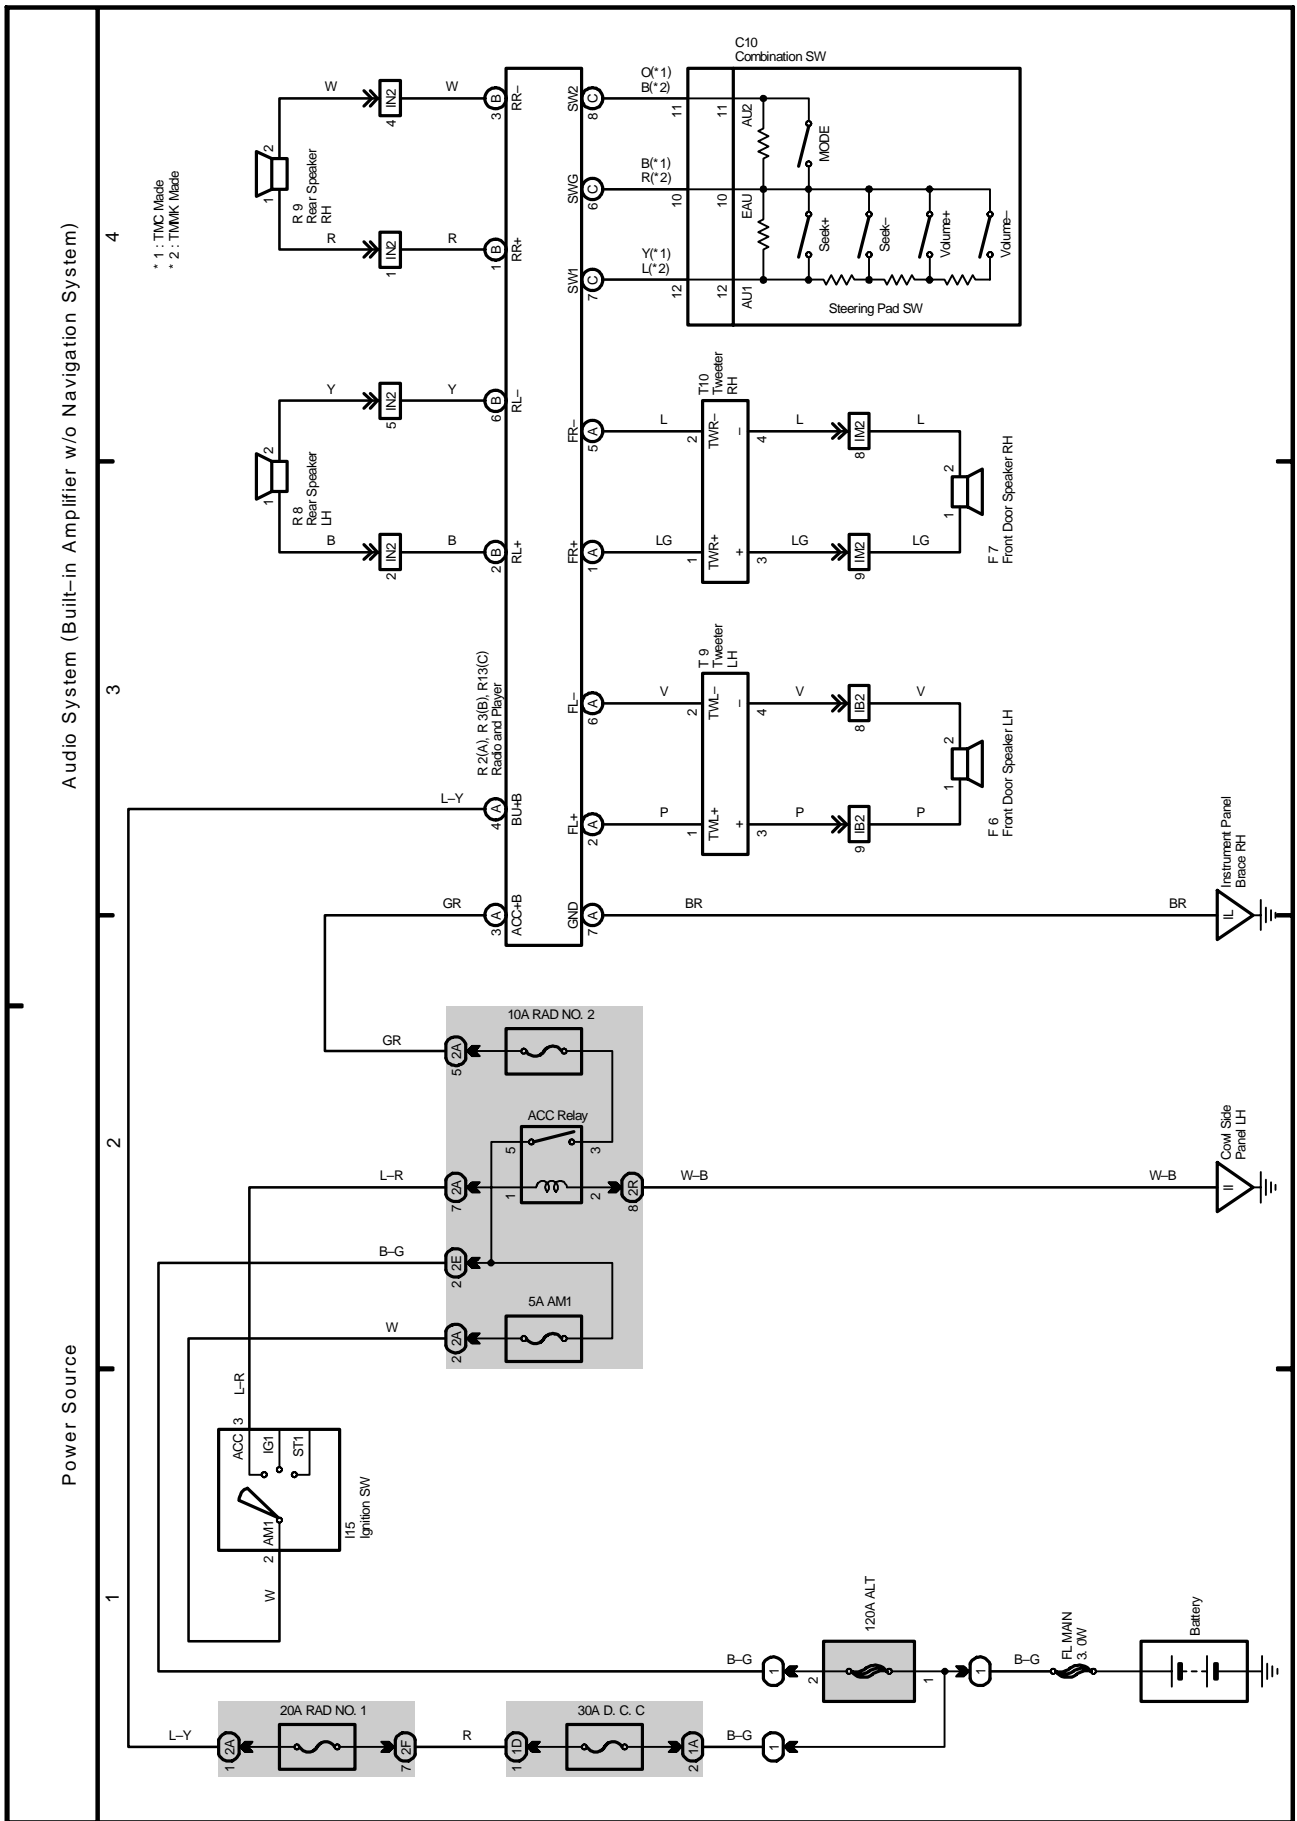 Audio System (Built–in Amplifier w/o Navigation System)
Power Source
1
2
3
4
* 1 : TMC Made
* 2 : TMMK Made
C10
Combination SW
O(*1)
B(*2)
11
11
AU2
MODE
B(*1)
R(*2)
10
10
EAU
Y(*1)
L(*2)
12
12
AU1
Seek+
Seek–
Volume+
Volume–
Steering Pad SW
W
4
IN2
W
3
B
RR–
2
1
R 9
Rear Speaker
RH
R
1
IN2
R
1
B
RR+
8
C
SW2
6
C
SWG
7
C
SW1
Y
5
IN2
Y
6
B
RL–
2
1
R 8
Rear Speaker
LH
B
2
IN2
B
2
B
RL+
5
A
FR–
L
2
TWR–
–
4
L
8
IM2
L
T10
Tweeter
RH
1
A
FR+
LG
1
TWR+
+
3
LG
9
IM2
LG
2
1
F 7
Front Door Speaker RH
R 2(A), R 3(B), R13(C)
Radio and Player
6
A
FL–
V
2
TWL–
–
4
V
8
IB2
V
T 9
Tweeter
LH
L–Y
4
A
BU+B
2
A
FL+
P
1
TWL+
+
3
P
9
IB2
P
2
1
F 6
Front Door Speaker LH
GR
3
A
ACC+B
7
A
GND
BR
BR
IL
Instrument Panel
Brace RH
10A RAD NO. 2
GR
5
2A
ACC Relay
5
3
L–R
7
2A
1
2
8
2R
W–B
W–B
II
Cowl Side
Panel LH
B–G
2
2E
5A AM1
W
2
2A
L–R
ACC 3
IG1
ST1
2 AM1
W
I15
Ignition SW
120A ALT
B–G
1
2
1
1
B–G
FL MAIN
3. 0W
Battery
20A RAD NO. 1
L–Y
1
2A
7
2F
R
30A D. C. C
1
1D
2
1A
B–G
1